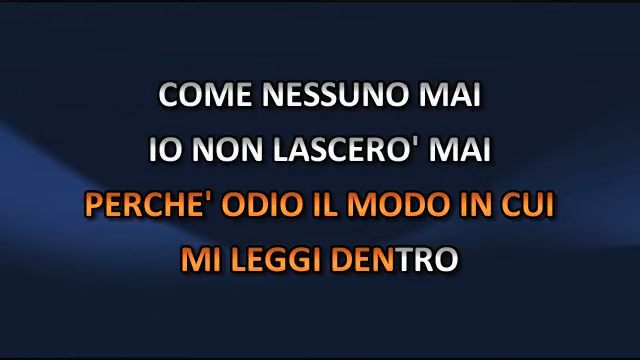 COME NESSUNO MAI
IO NON LASCERO' MAI
PERCHE' ODIO IL MODO IN CUI
MI LEGGI DENTRO